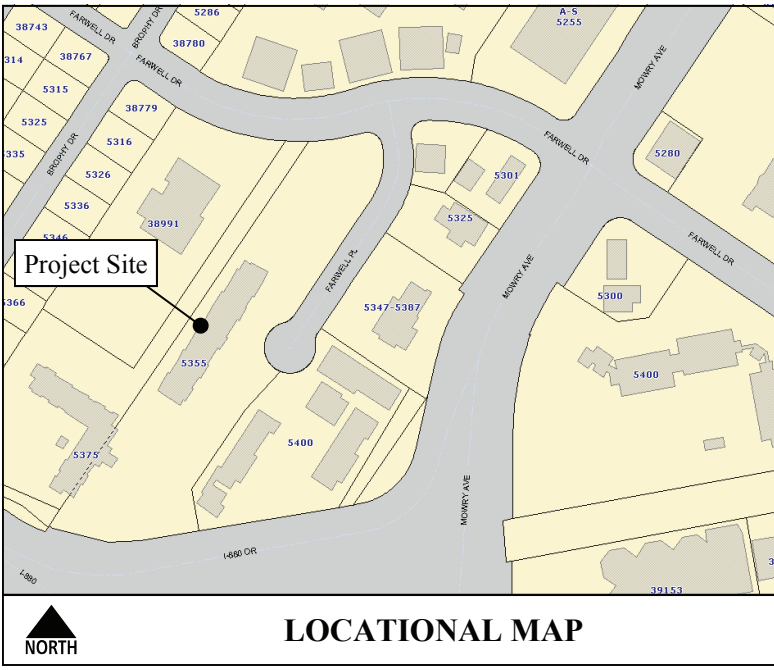 A-S
5255
5286
38743
FARWELL DR
BROPHY DR
38780
314
38767
FARWELL DR
MOWRY AVE
5315
38779
5325
5316
FARWELL DR
5280
335
BROPHY DR
5326
5301
5336
38991
5325
5346
FARWELL DR
Project Site
FARWELL PL
MOWRY AVE
5366
5347-5387
5300
5355
5400
5375
5400
MOWRY AVE
I-880 OR
I-880
39153
3
NORTH
LOCATIONAL MAP